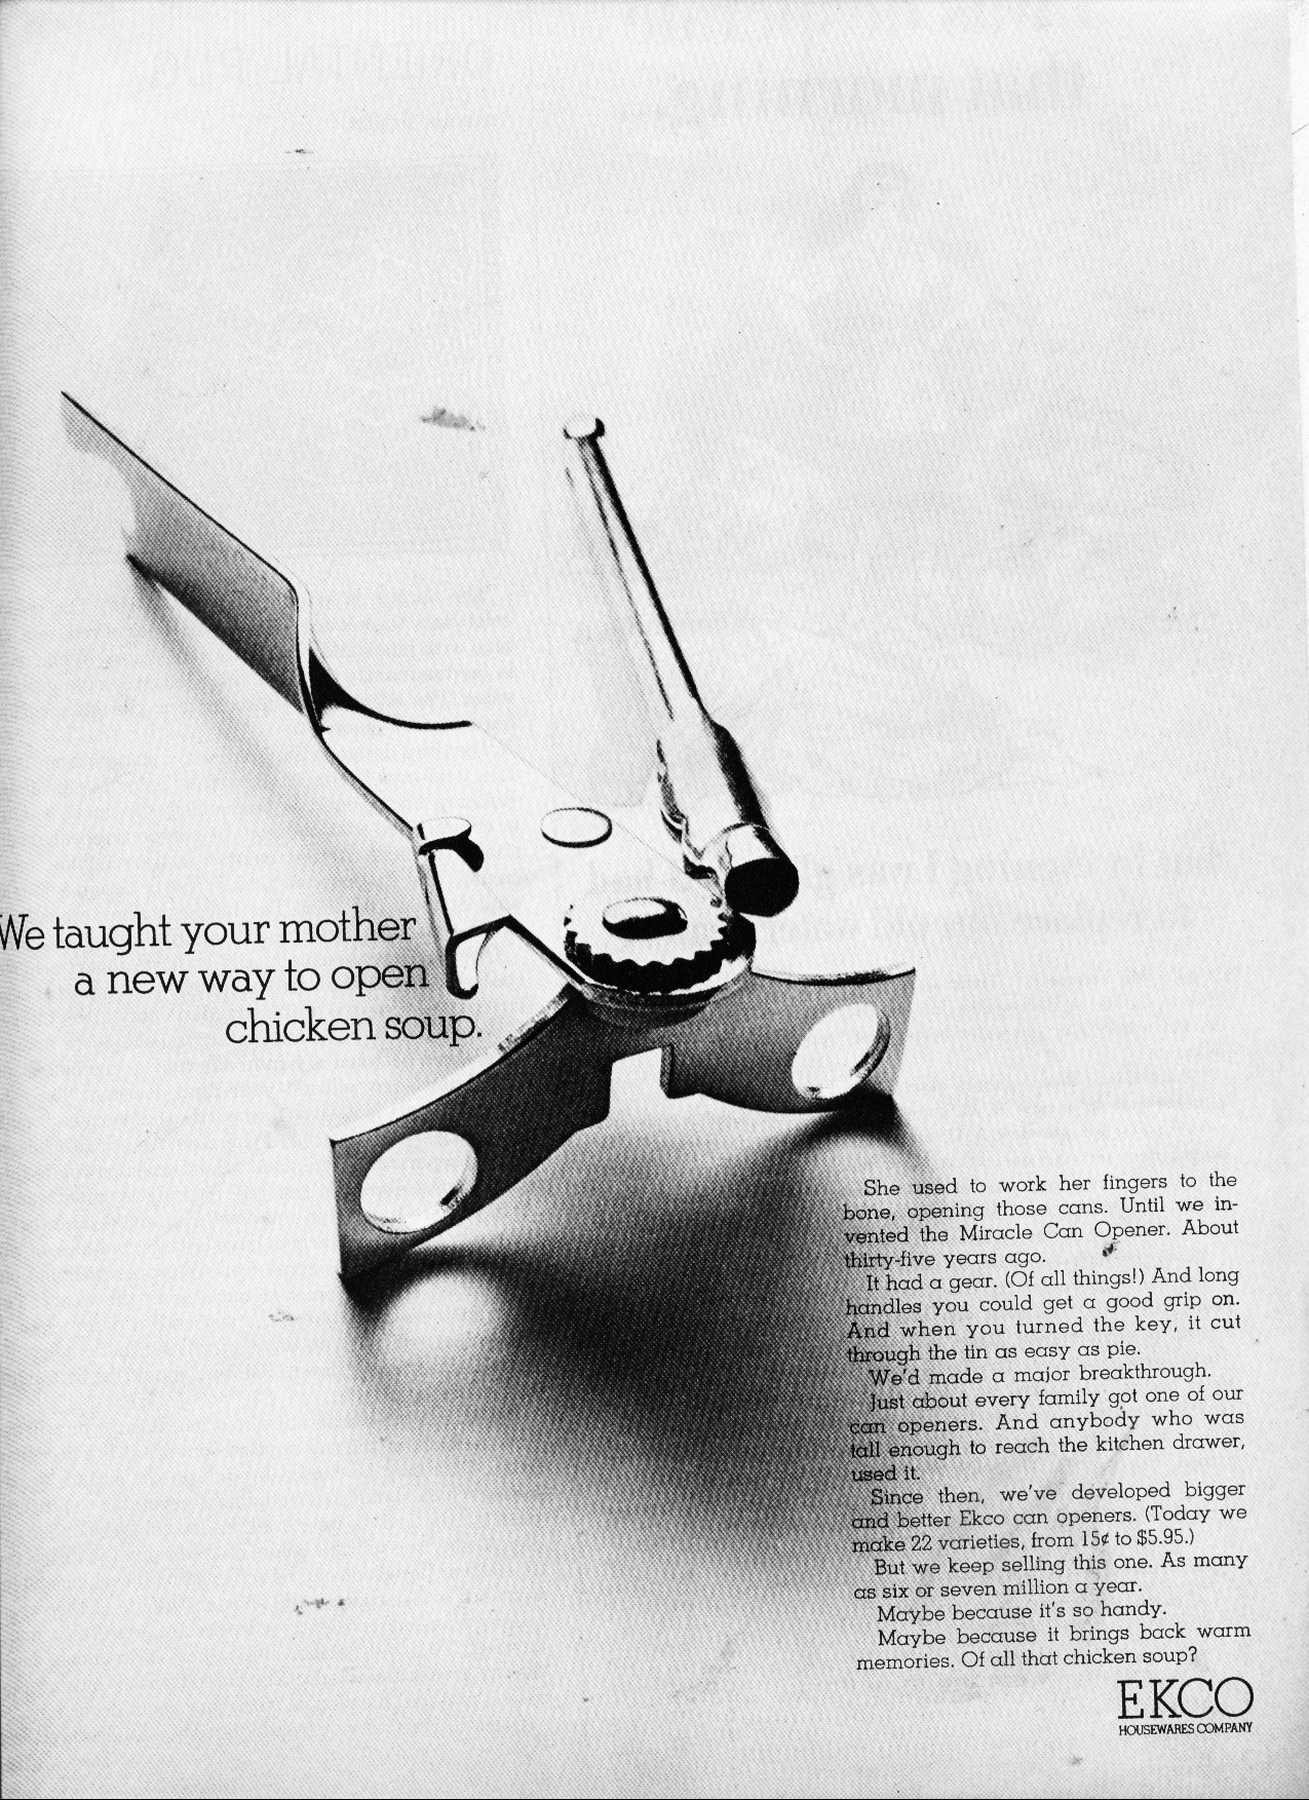 We taught your mother
a new way to open
chicken soup.
She used to work her fingers to the
bone, opening those cans. Until we in-
vented the Miracle Can Opener. About
thirty-five years ago.
It had a gear. (Of all things!) And long
handles you could get a good grip on.
And when you turned the key, it cut
through the tin as easy as pie.
We'd made a major breakthrough.
Just about every family got one of our
can openers. And anybody who was
tall enough to reach the kitchen drawer,
used it.
Since then, we've developed bigger
and better Ekco can openers. (Today we
make 22 varieties, from 15¢ to $5.95.)
But we keep selling this one. As many
as six or seven million a year.
Maybe because it's so handy.
Maybe because it brings back warm
memories. Of all that chicken soup?
EKCO
HOUSEWARES COMPANY